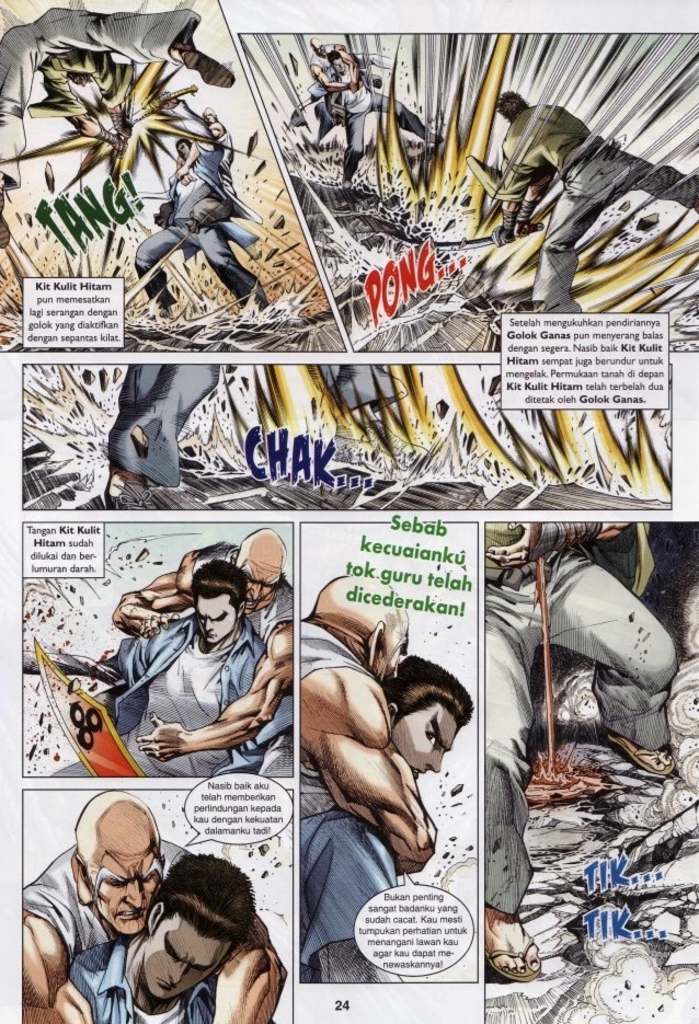 TANG!
Kit Kulit Hitam
pun memesatkan
lagi serangan dengan
golok yang diaktifkan
dengan sepantas kilat.
PONG...
Setelah mengukuhkan pendiriannya
Golok Ganas pun menyerang balas
dengan segera. Nasib baik Kit Kulit
Hitam sempat juga berundur untuk
mengelak. Permukaan tanah di depan
Kit Kulit Hitam telah terbelah dua
ditetak oleh Golok Ganas.
CHAK...
Tangan Kit Kulit
Hitam sudah
dilukai dan ber-
lumuran darah.
88
Nasib baik aku
telah memberikan
perlindungan kepada
kau dengan kekuatan
dalamanku tadi!
Sebab
kecuaianku
tok guru telah
dicederakan!
Bukan penting
sangat badanku yang
sudah cacat. Kau mesti
tumpukan perhatian untuk
menangani lawan kau
agar kau dapat me-
newaskannya!
TIK...
TIK...
24